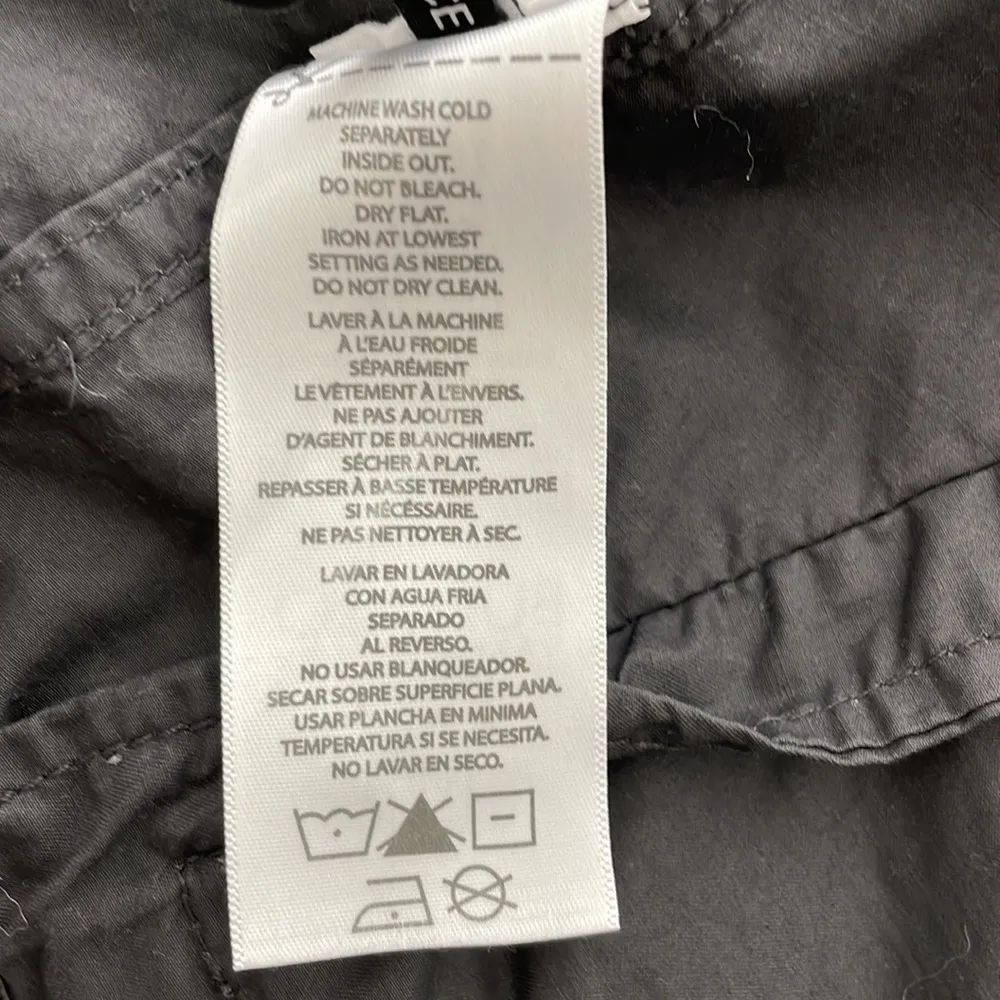 MACHINE WASH COLD
SEPARATELY
INSIDE OUT.
DO NOT BLEACH.
DRY FLAT.
IRON AT LOWEST
SETTING AS NEEDED.
DO NOT DRY CLEAN.
LAVER À LA MACHINE
À L'EAU FROIDE
SÉPARÉMENT
LE VÊTEMENT À L'ENVERS.
NE PAS AJOUTER
D'AGENT DE BLANCHIMENT.
SÉCHER À PLAT.
REPASSER À BASSE TEMPÉRATURE
SI NÉCÉSSAIRE.
NE PAS NETTOYER À SEC.
LAVAR EN LAVADORA
CON AGUA FRIA
SEPARADO
AL REVERSO.
NO USAR BLANQUEADOR.
SECAR SOBRE SUPERFICIE PLANA.
USAR PLANCHA EN MINIMA
TEMPERATURA SI SE NECESITA.
NO LAVAR EN SECO.